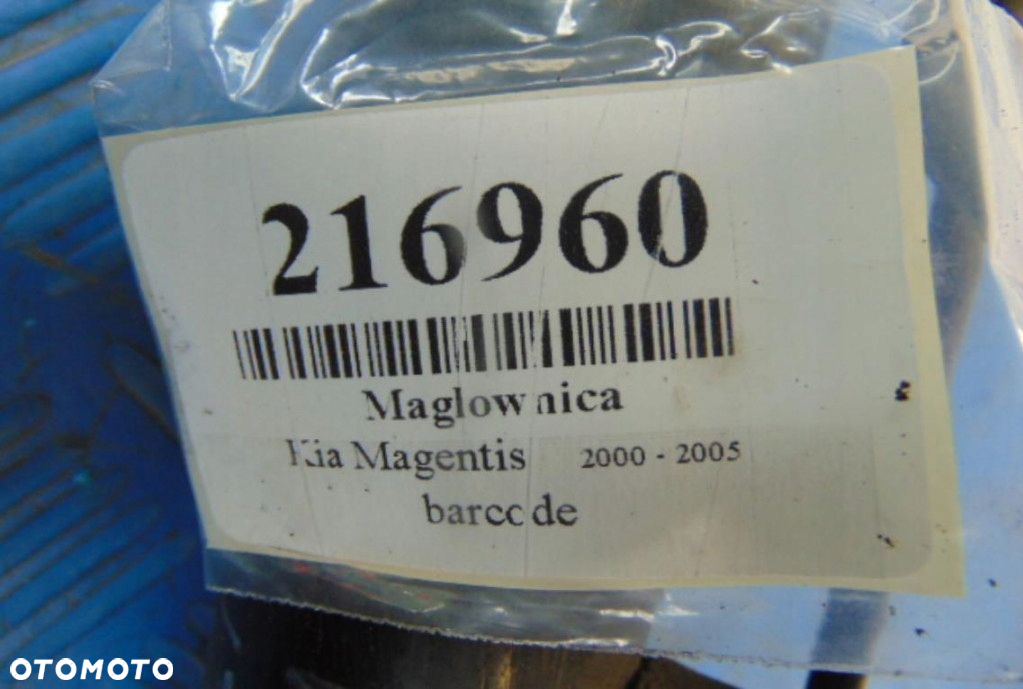 216960
Maglownica
Kia Magentis 2000 - 2005
barcode
OTOMOTO